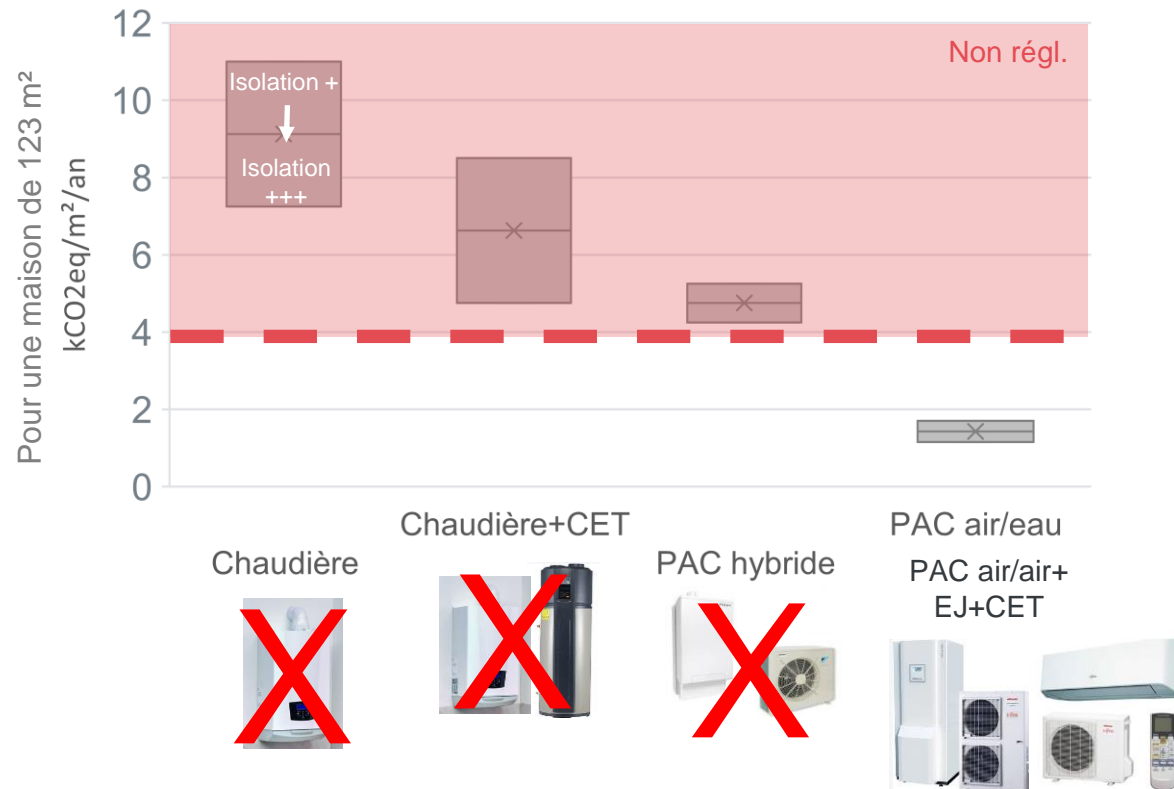 Pour une maison de 123 m²
kCO2eq/m²/an
12
10
8
6
4
2
0
Non régl.
Isolation +
Isolation
+++
Chaudière
Chaudière+CET
PAC hybride
PAC air/eau
PAC air/air+
EJ+CET